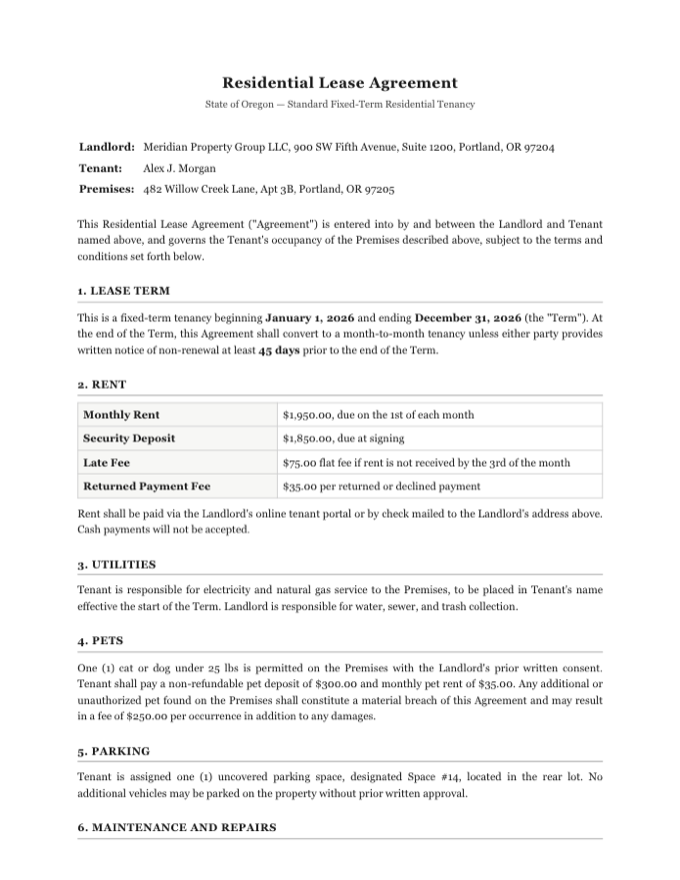 Residential Lease Agreement
State of Oregon — Standard Fixed-Term Residential Tenancy
Landlord: Meridian Property Group LLC, 900 SW Fifth Avenue, Suite 1200, Portland, OR 97204
Tenant: Alex J. Morgan
Premises: 482 Willow Creek Lane, Apt 3B, Portland, OR 97205
This Residential Lease Agreement ("Agreement") is entered into by and between the Landlord and Tenant
named above, and governs the Tenant's occupancy of the Premises described above, subject to the terms and
conditions set forth below.
1. LEASE TERM
This is a fixed-term tenancy beginning January 1, 2026 and ending December 31, 2026 (the "Term"). At
the end of the Term, this Agreement shall convert to a month-to-month tenancy unless either party provides
written notice of non-renewal at least 45 days prior to the end of the Term.
2. RENT
Monthly Rent $1,950.00, due on the 1st of each month
Security Deposit $1,850.00, due at signing
Late Fee $75.00 flat fee if rent is not received by the 3rd of the month
Returned Payment Fee $35.00 per returned or declined payment
Rent shall be paid via the Landlord's online tenant portal or by check mailed to the Landlord's address above.
Cash payments will not be accepted.
3. UTILITIES
Tenant is responsible for electricity and natural gas service to the Premises, to be placed in Tenant's name
effective the start of the Term. Landlord is responsible for water, sewer, and trash collection.
4. PETS
One (1) cat or dog under 25 lbs is permitted on the Premises with the Landlord's prior written consent.
Tenant shall pay a non-refundable pet deposit of $300.00 and monthly pet rent of $35.00. Any additional or
unauthorized pet found on the Premises shall constitute a material breach of this Agreement and may result
in a fee of $250.00 per occurrence in addition to any damages.
5. PARKING
Tenant is assigned one (1) uncovered parking space, designated Space #14, located in the rear lot. No
additional vehicles may be parked on the property without prior written approval.
6. MAINTENANCE AND REPAIRS